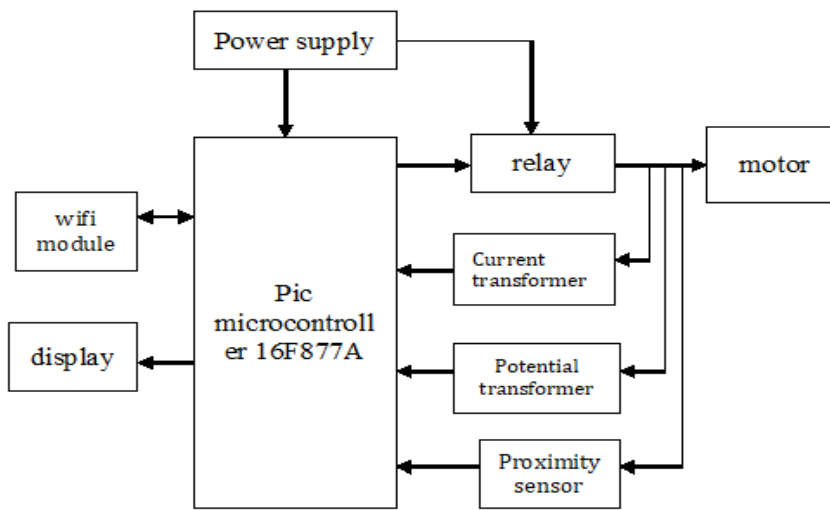 Power supply
relay
motor
wifi
module
Current
transformer
Pic
microcontroll
er 16F877A
display
Potential
transformer
Proximity
sensor